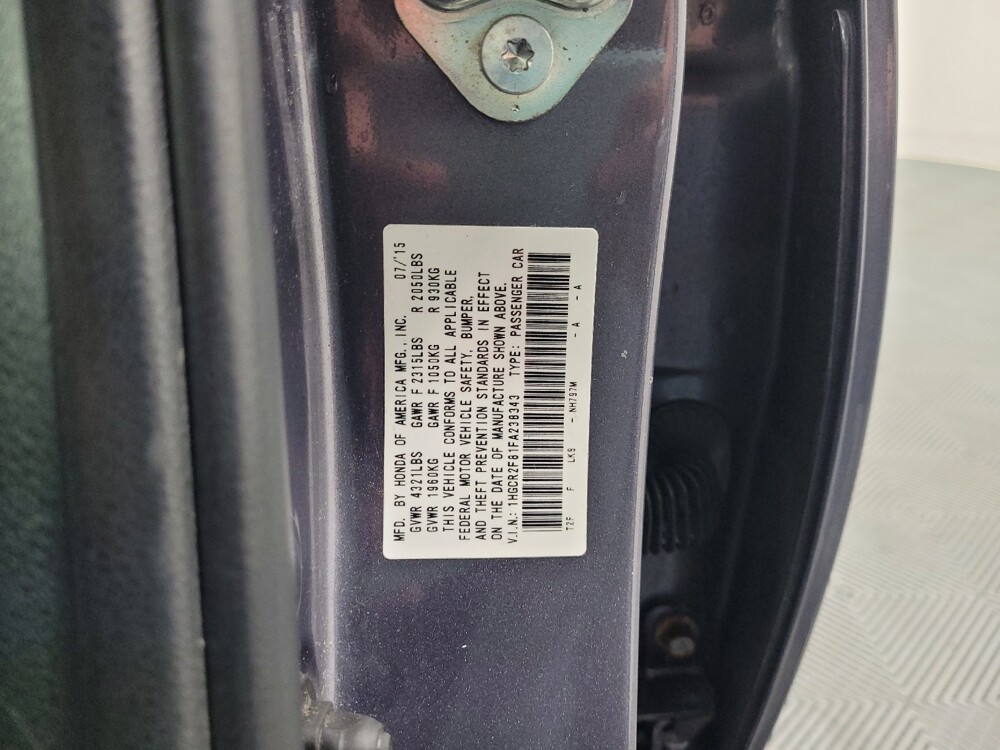 MFD. BY HONDA OF AMERICA MFG., INC. 07/'15
GVWR 4321LBS GAWR F 2315LBS R 2050LBS
GVWR 1960KG GAWR F 1050KG R 930KG
THIS VEHICLE CONFORMS TO ALL APPLICABLE
FEDERAL MOTOR VEHICLE SAFETY, BUMPER,
AND THEFT PREVENTION STANDARDS IN EFFECT
ON THE DATE OF MANUFACTURE SHOWN ABOVE.
V.I.N.: 1HGCR2F81FA238343 TYPE: PASSENGER CAR
T2F F LK9 - NH797M - A - A